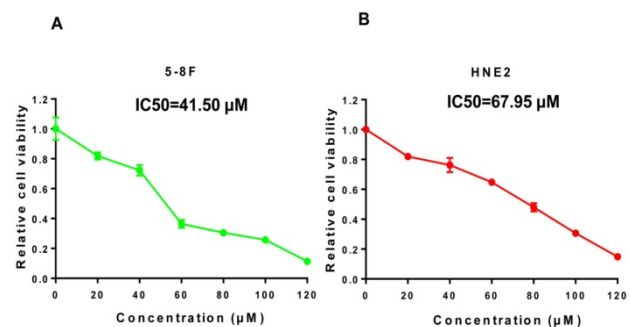 A
5-8F
IC50=41.50 μM
Relative cell viability
1.2
1.0
0.8
0.6
0.4
0.2
0.0
0 20 40 60 80 100 120
Concentration (μM)
B
HNE2
IC50=67.95 μM
Relative cell viability
1.2
1.0
0.8
0.6
0.4
0.2
0.0
0 20 40 60 80 100 120
Concentration (μM)